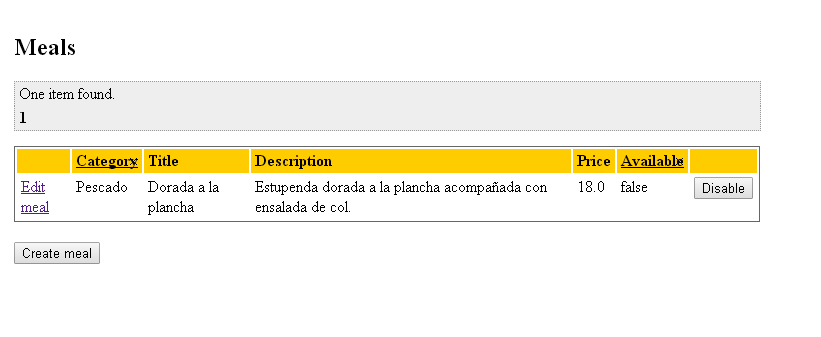 Meals
One item found.
1
Category Title Description Price Available
Edit meal Pescado Dorada a la plancha Estupenda dorada a la plancha acompañada con ensalada de col. 18.0 false Disable
Create meal